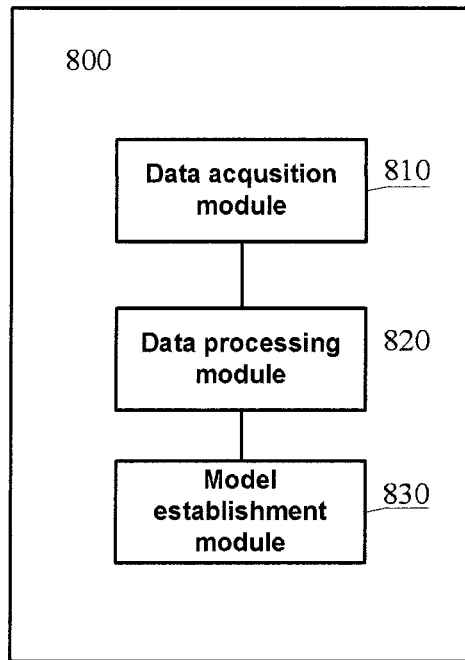 800
Data acqusition
module
810
Data processing
module
820
Model
establishment
module
830